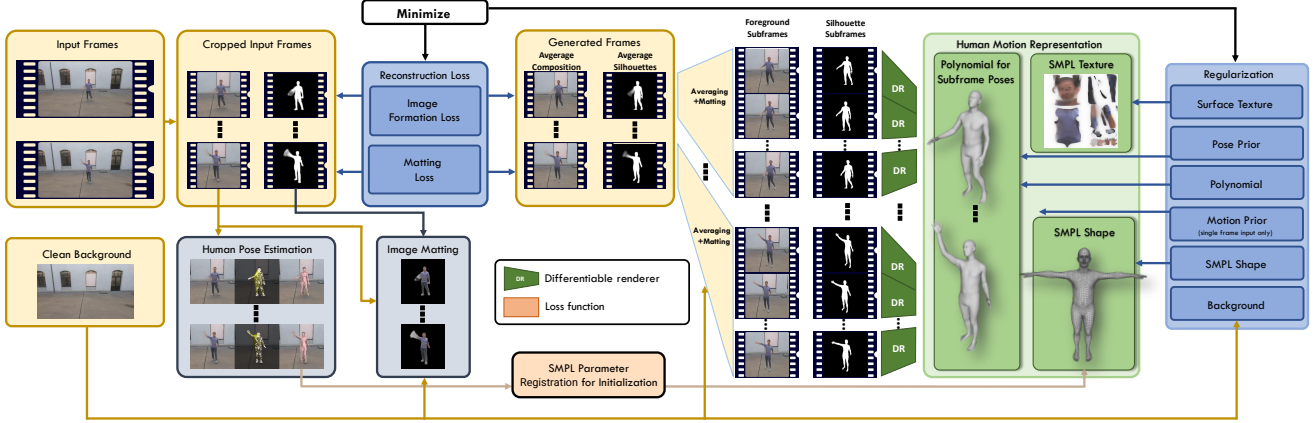 Minimize
Input Frames
Cropped Input Frames
Reconstruction Loss
Image
Formation Loss
Matting
Loss
Generated Frames
Avgerage
Composition
Avgerage
Silhouettes
Averaging
+Matting
Averaging
+Matting
Foreground
Subframes
Silhouette
Subframes
DR
DR
DR
DR
DR
DR
Human Motion Representation
Polynomial for
Subframe Poses
SMPL Texture
SMPL Shape
Regularization
Surface Texture
Pose Prior
Polynomial
Motion Prior
(single frame input only)
SMPL Shape
Background
Clean Background
Human Pose Estimation
Image Matting
DR
Differentiable renderer
Loss function
SMPL Parameter
Registration for Initialization